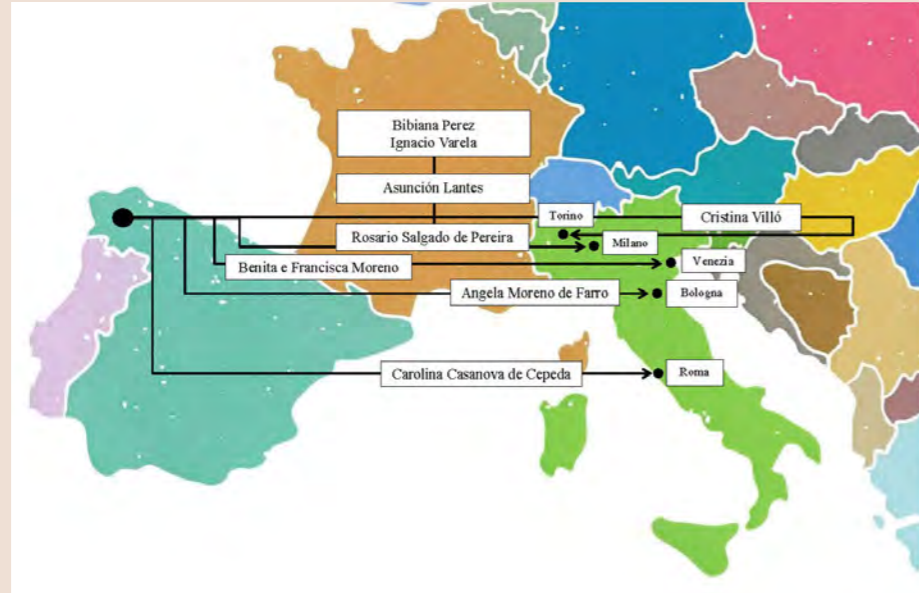 Bibiana Perez
Ignacio Varela
Asunción Lantes
Torino
Cristina Villó
Rosario Salgado de Pereira
Milano
Benita e Francisca Moreno
Venezia
Angela Moreno de Farro
Bologna
Carolina Casanova de Cepeda
Roma